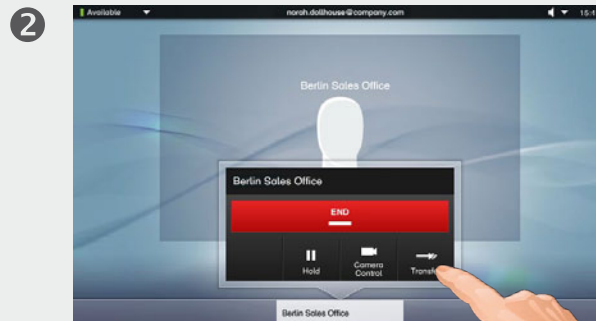 2
Available norah.dollhouse@company.com
Berlin Sales Office
Berlin Sales Office
END
Hold Camera Control
Berlin Sales Office